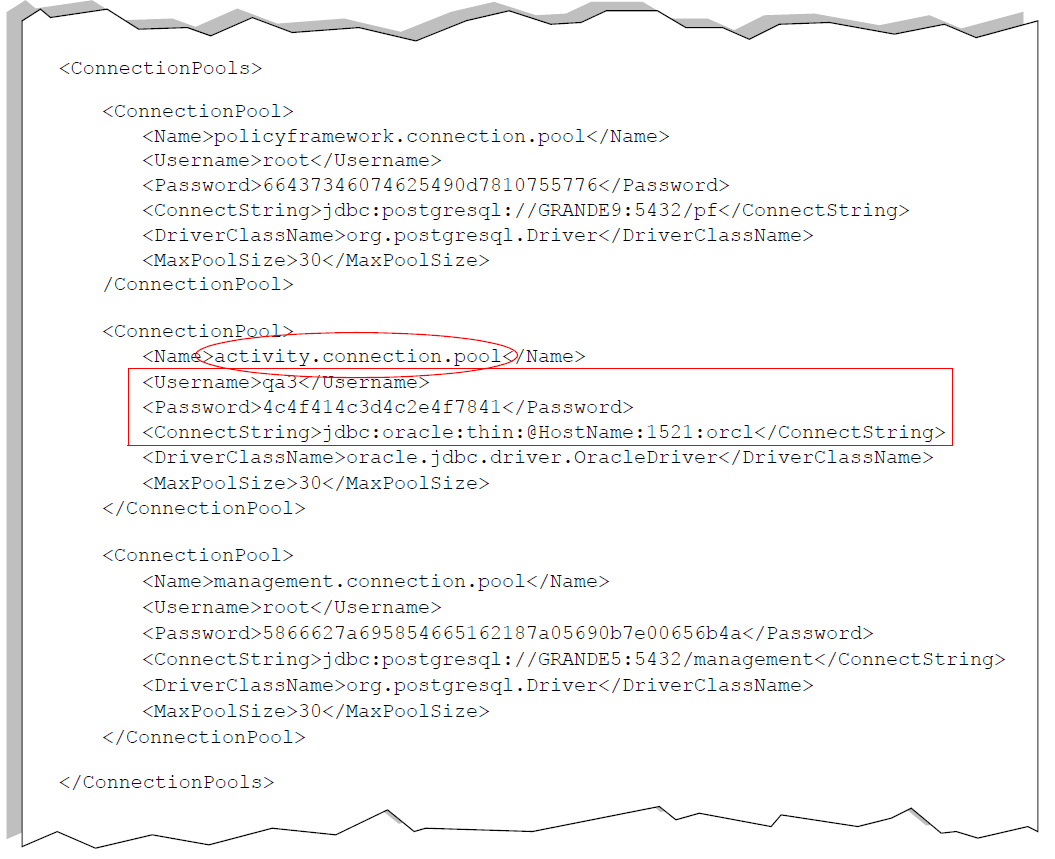 <ConnectionPools>
<ConnectionPool>
<Name>policyframework.connection.pool</Name>
<Username>root</Username>
<Password>66437346074625490d7810755776</Password>
<ConnectString>jdbc:postgresql://GRANDE9:5432/pf</ConnectString>
<DriverClassName>org.postgresql.Driver</DriverClassName>
<MaxPoolSize>30</MaxPoolSize>
/ConnectionPool>
<ConnectionPool>
<Name>activity.connection.pool</Name>
<Username>qa3</Username>
<Password>4c4f414c3d4c2e4f7841</Password>
<ConnectString>jdbc:oracle:thin:@HostName:1521:orcl</ConnectString>
<DriverClassName>oracle.jdbc.driver.OracleDriver</DriverClassName>
<MaxPoolSize>30</MaxPoolSize>
</ConnectionPool>
<ConnectionPool>
<Name>management.connection.pool</Name>
<Username>root</Username>
<Password>5866627a695854665162187a05690b7e00656b4a</Password>
<ConnectString>jdbc:postgresql://GRANDE5:5432/management</ConnectString>
<DriverClassName>org.postgresql.Driver</DriverClassName>
<MaxPoolSize>30</MaxPoolSize>
</ConnectionPool>
</ConnectionPools>